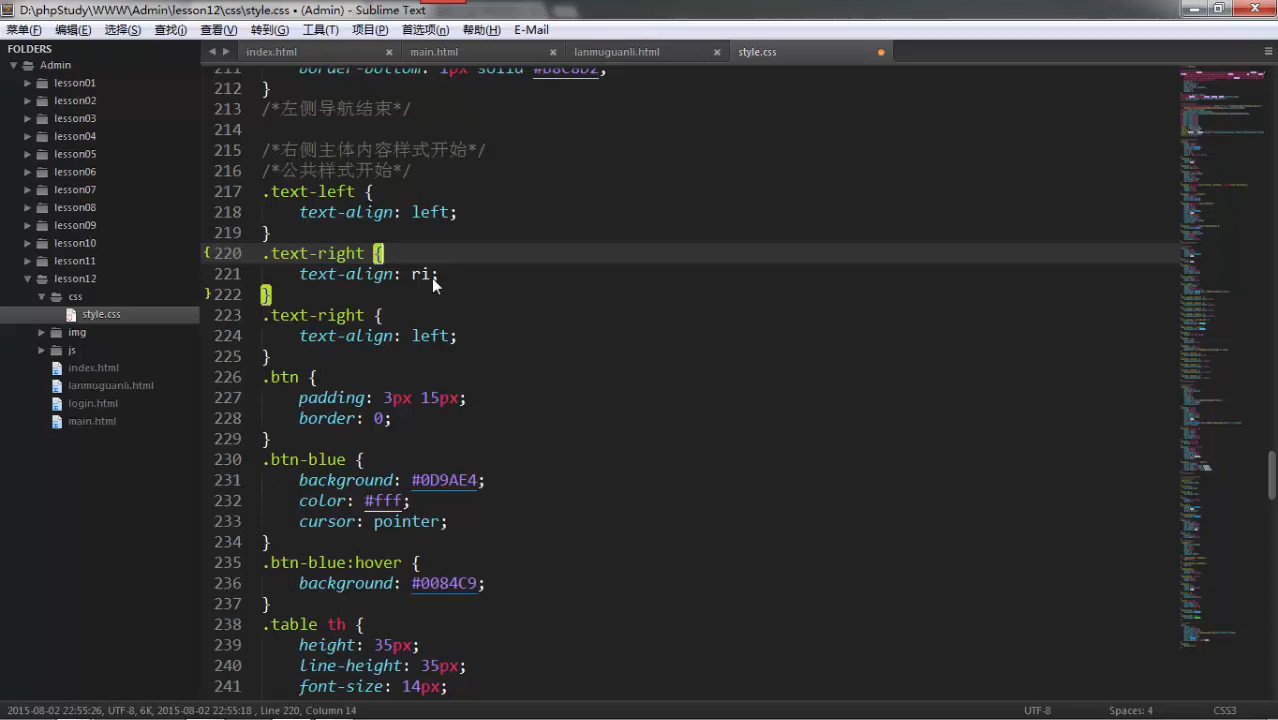 D:\phpStudy\WWW\Admin\lesson12\css\style.css • (Admin) - Sublime Text
菜单(F) 编辑(E) 选择(S) 查找(I) 查看(V) 转到(G) 工具(T) 项目(P) 首选项(n) 帮助(H) E-Mail
FOLDERS
Admin
lesson01
lesson02
lesson03
lesson04
lesson05
lesson06
lesson07
lesson08
lesson09
lesson10
lesson11
lesson12
css
style.css
img
js
index.html
lanmuguanli.html
login.html
main.html
index.html × main.html × lanmuguanli.html × style.css
211 border-bottom: 1px solid #B8C8D2;
212 }
213 /*左侧导航结束*/
214
215 /*右侧主体内容样式开始*/
216 /*公共样式开始*/
217 .text-left {
218 text-align: left;
219 }
220 .text-right {
221 text-align: ri;
222 }
223 .text-right {
224 text-align: left;
225 }
226 .btn {
227 padding: 3px 15px;
228 border: 0;
229 }
230 .btn-blue {
231 background: #0D9AE4;
232 color: #fff;
233 cursor: pointer;
234 }
235 .btn-blue:hover {
236 background: #0084C9;
237 }
238 .table th {
239 height: 35px;
240 line-height: 35px;
241 font-size: 14px;
2015-08-02 22:55:26, UTF-8, 6K, 2015-08-02 22:55:18 , Line 220, Column 14
UTF-8 Spaces: 4 CSS3